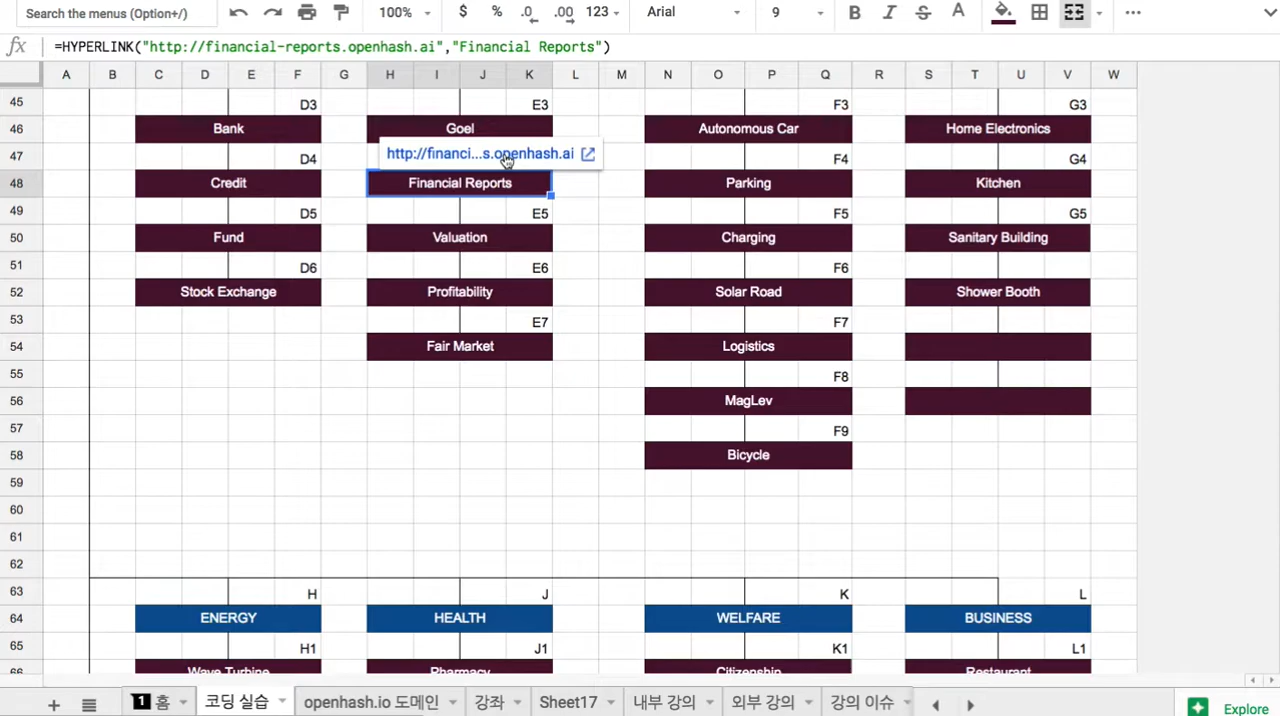 Search the menus (Option+/) 100% $ % .0 .00 123 Arial 9 B I S A
fx =HYPERLINK("http://financial-reports.openhash.ai","Financial Reports")
A B C D E F G H I J K L M N O P Q R S T U V W
45 D3 E3 F3 G3
46 Bank Goel Autonomous Car Home Electronics
47 http://financi...s.openhash.ai D4 F4 G4
48 Credit Financial Reports Parking Kitchen
49 D5 E5 F5 G5
50 Fund Valuation Charging Sanitary Building
51 D6 E6 F6
52 Stock Exchange Profitability Solar Road Shower Booth
53 E7 F7
54 Fair Market Logistics
55 F8
56 MagLev
57 F9
58 Bicycle
59
60
61
62
63 H J K L
64 ENERGY HEALTH WELFARE BUSINESS
65 H1 J1 K1 L1
66 Wave Turbine Pharmacy Citizenship Restaurant
1 홈 코딩 실습 openhash.io 도메인 강좌 Sheet17 내부 강의 외부 강의 강의 이슈 Explore